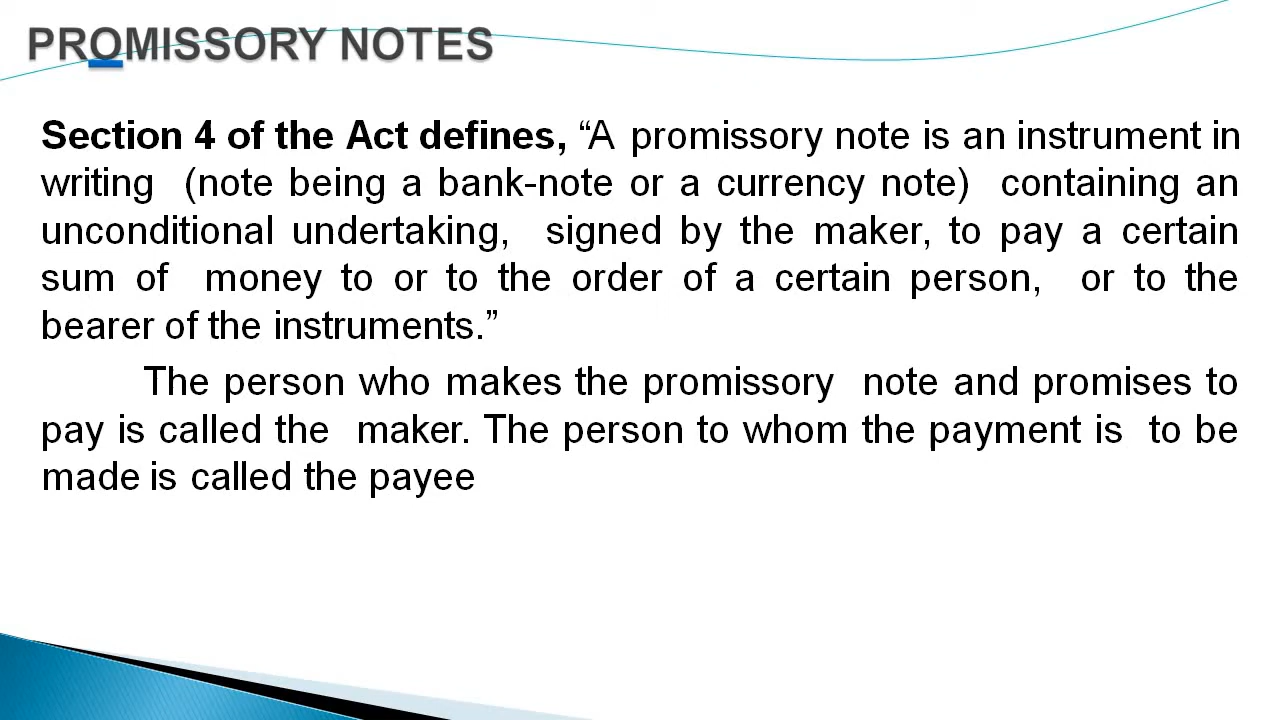 PROMISSORY NOTES
Section 4 of the Act defines, “A promissory note is an instrument in
writing (note being a bank-note or a currency note) containing an
unconditional undertaking, signed by the maker, to pay a certain
sum of money to or to the order of a certain person, or to the
bearer of the instruments.”
The person who makes the promissory note and promises to
pay is called the maker. The person to whom the payment is to be
made is called the payee